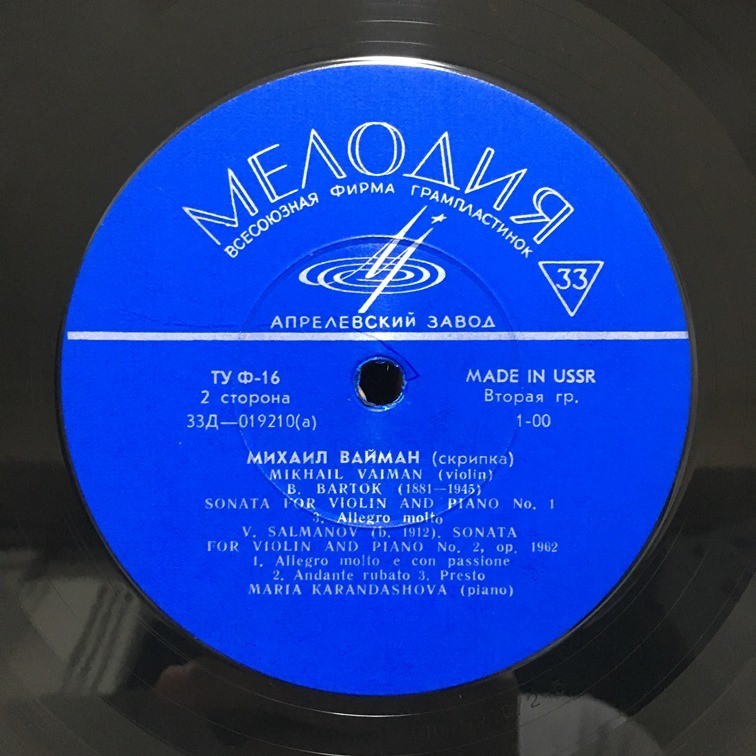 МЕЛОДИЯ
ВСЕСОЮЗНАЯ ФИРМА ГРАМПЛАСТИНОК
33
АПРЕЛЕВСКИЙ ЗАВОД
ТУ Ф-16 MADE IN USSR
2 сторона Вторая гр.
33Д—019210(а) 1-00
МИХАИЛ ВАЙМАН (скрипка)
MIKHAIL VAIMAN (violin)
B. BARTOK (1881—1945)
SONATA FOR VIOLIN AND PIANO No. 1
3. Allegro molto
V. SALMANOV (b. 1912). SONATA
FOR VIOLIN AND PIANO No. 2, op. 1962
1. Allegro molto e con passione
2. Andante rubato 3. Presto
MARIA KARANDASHOVA (piano)